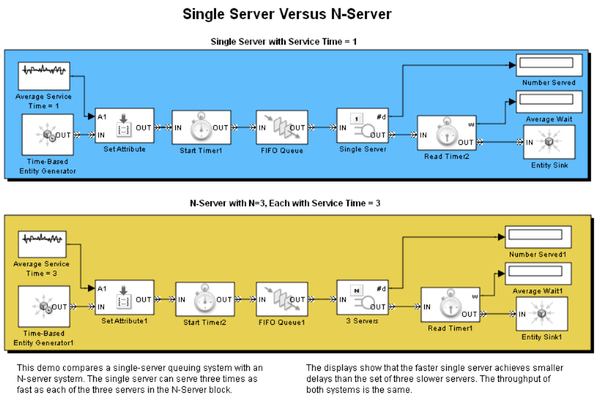 Single Server Versus N-Server
Single Server with Service Time = 1
Average Service
Time = 1
OUT
Time-Based
Entity Generator
A1
IN
OUT
Set Attribute
IN
OUT
Start Timer1
IN
OUT
FIFO Queue
1
#d
IN
OUT
Single Server
Number Served
w
IN
OUT
Read Timer2
Average Wait
IN
Entity Sink
N-Server with N=3, Each with Service Time = 3
Average Service
Time = 3
OUT
Time-Based
Entity Generator1
A1
IN
OUT
Set Attribute1
IN
OUT
Start Timer2
IN
OUT
FIFO Queue1
N
#d
IN
OUT
3 Servers
Number Served1
w
IN
OUT
Read Timer1
Average Wait1
IN
Entity Sink1
This demo compares a single-server queuing system with an
N-server system. The single server can serve three times as
fast as each of the three servers in the N-Server block.
The displays show that the faster single server achieves smaller
delays than the set of three slower servers. The throughput of
both systems is the same.